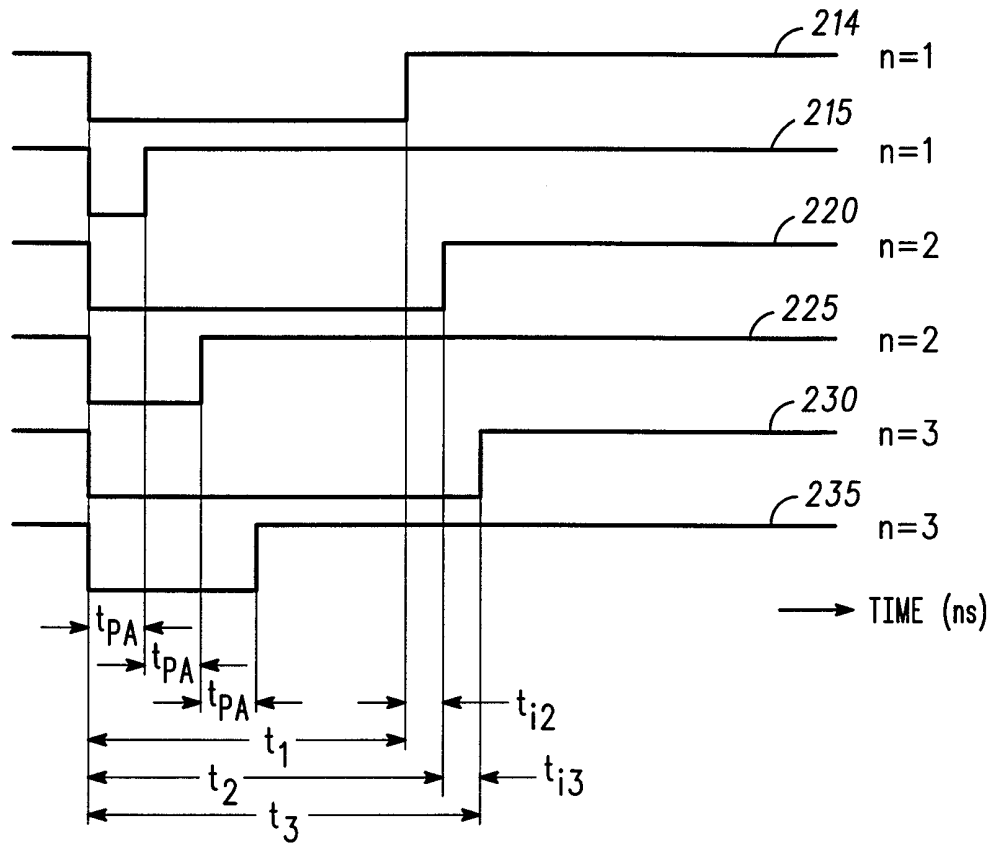 214
n=1
215
n=1
220
n=2
225
n=2
230
n=3
235
n=3
TIME (ns)
tPA
tPA
tPA
ti2
t1
t2
ti3
t3